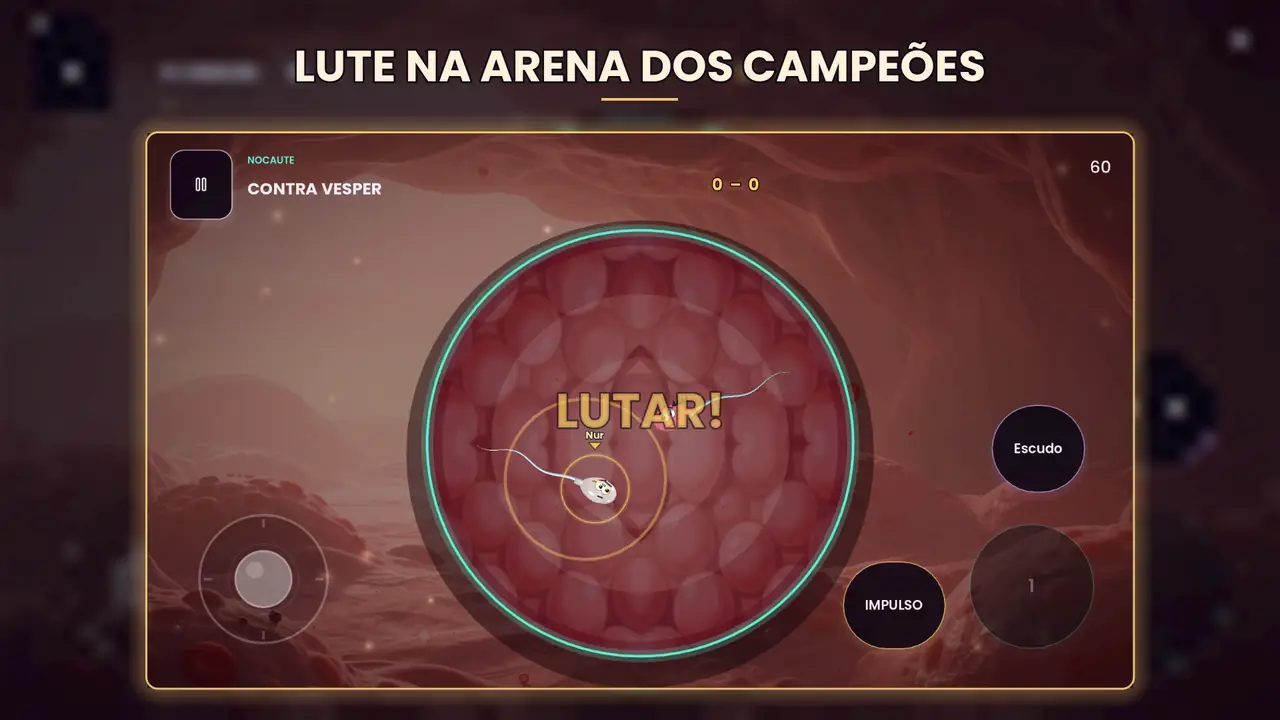 LUTE NA ARENA DOS CAMPEÕES
NOCAUTE
CONTRA VESPER
0 – 0
60
LUTAR!
Nur
Escudo
IMPULSO
1